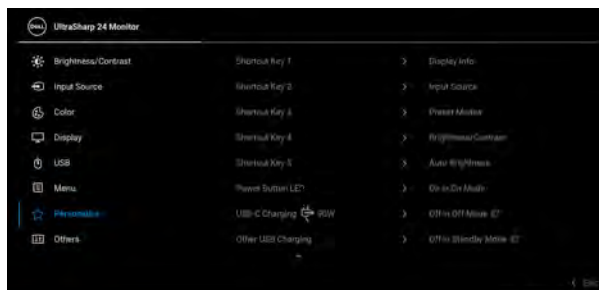 DELL UltraSharp 24 Monitor
Brightness/Contrast Shortcut Key 1 > Display Info
Input Source Shortcut Key 2 > Input Source
Color Shortcut Key 3 > Preset Modes
Display Shortcut Key 4 > Brightness/Contrast
USB Shortcut Key 5 > Auto Brightness
Menu Power Button LED > On in On Mode
Personalize USB-C Charging 90W > Off in Off Mode
Others Other USB Charging > Off in Standby Mode
< Exit